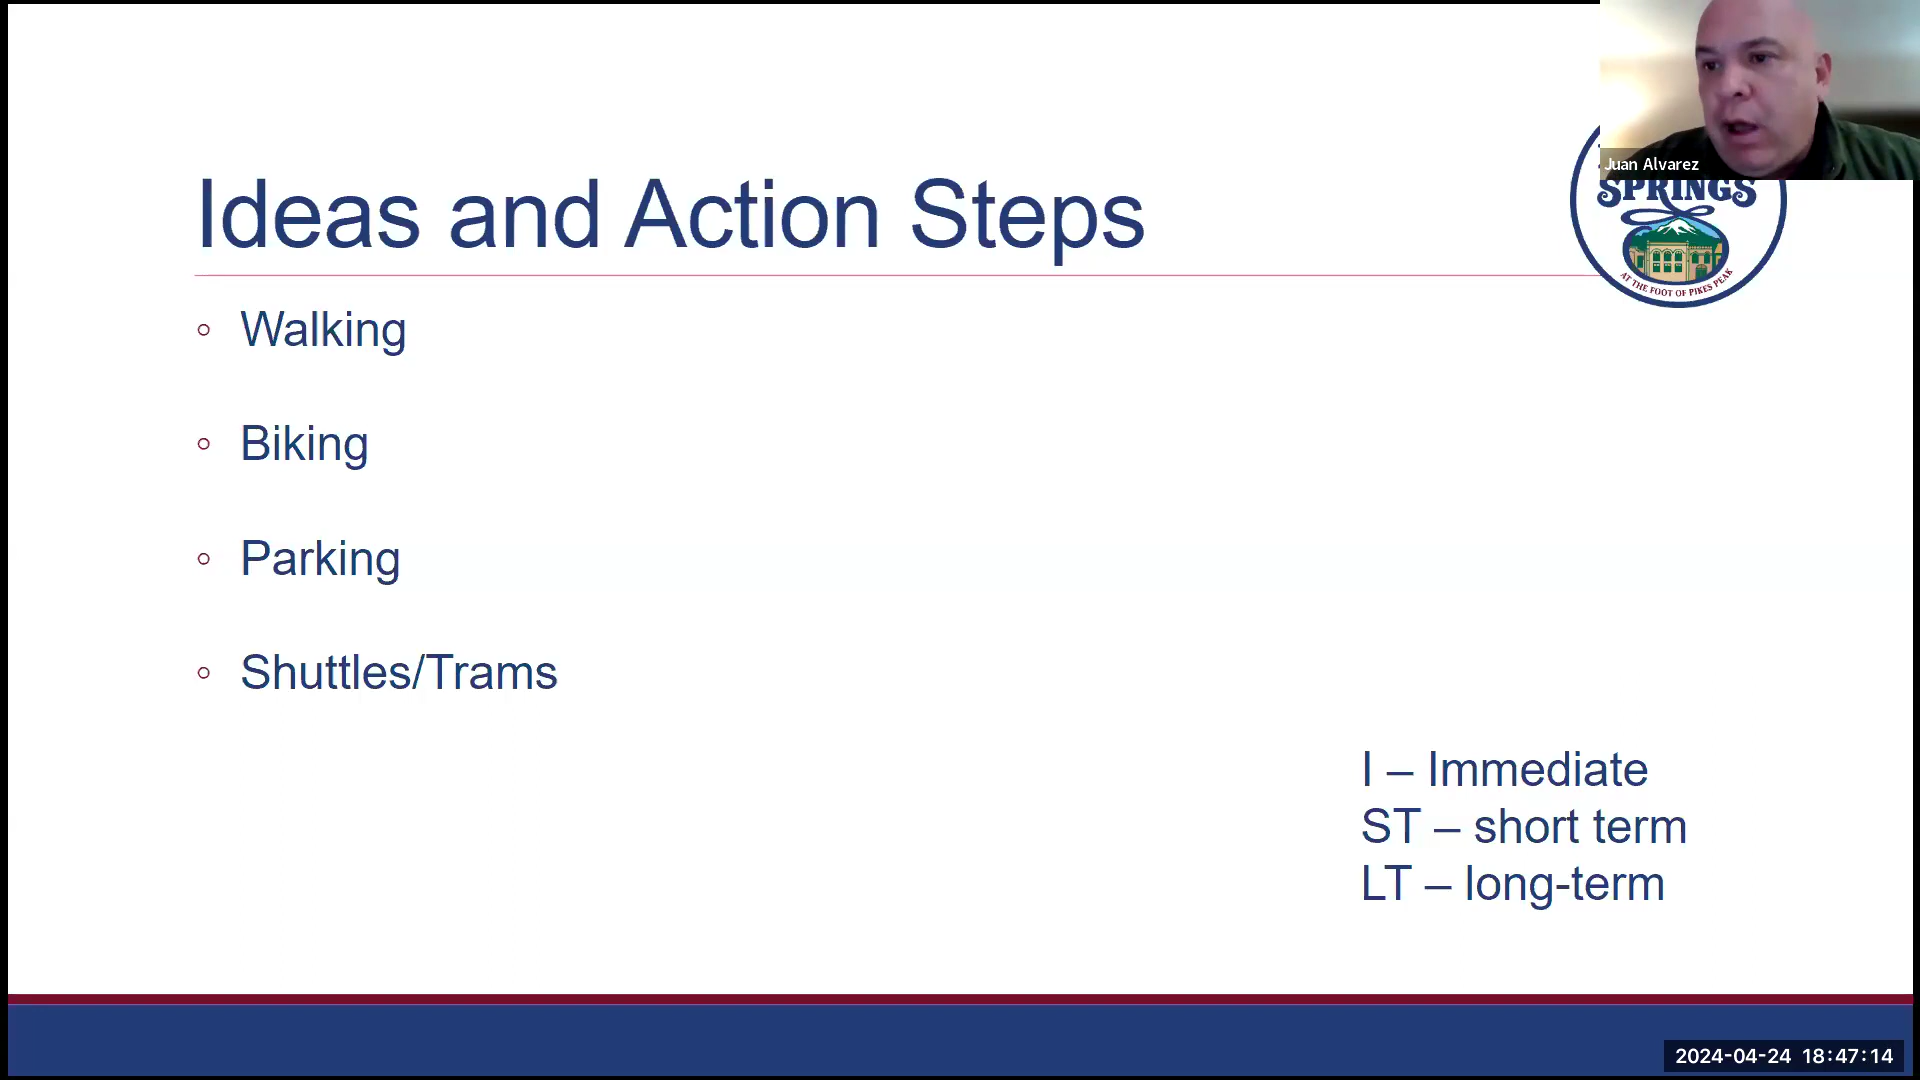 Juan Alvarez
SPRINGS
AT THE FOOT OF PIKES PEAK
Ideas and Action Steps
Walking
Biking
Parking
Shuttles/Trams
I – Immediate
ST – short term
LT – long-term
2024-04-24 18:47:14